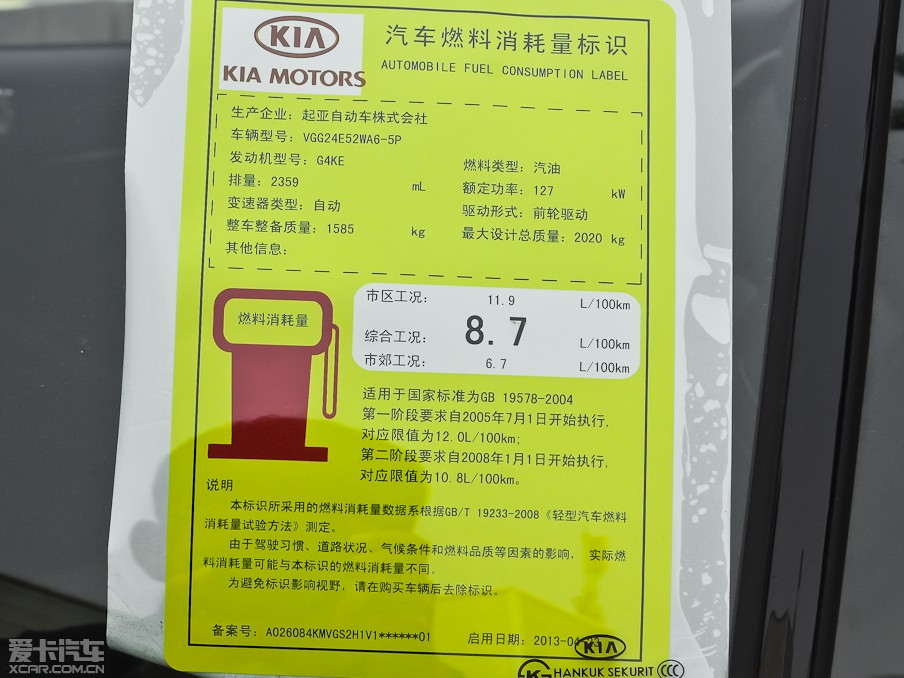 KIA
KIA MOTORS
汽车燃料消耗量标识
AUTOMOBILE FUEL CONSUMPTION LABEL
生产企业: 起亚自动车株式会社
车辆型号: VGG24E52WA6-5P
发动机型号: G4KE
燃料类型: 汽油
排量: 2359 mL
额定功率: 127 kW
变速器类型: 自动
驱动形式: 前轮驱动
整车整备质量: 1585 kg
最大设计总质量: 2020 kg
其他信息:
燃料消耗量
市区工况: 11.9 L/100km
综合工况: 8.7 L/100km
市郊工况: 6.7 L/100km
适用于国家标准为GB 19578-2004
第一阶段要求自2005年7月1日开始执行,
对应限值为12.0L/100km;
第二阶段要求自2008年1月1日开始执行,
对应限值为10.8L/100km。
说明
本标识所采用的燃料消耗量数据系根据GB/T 19233-2008《轻型汽车燃料
消耗量试验方法》测定。
由于驾驶习惯、道路状况、气候条件和燃料品质等因素的影响, 实际燃
料消耗量可能与本标识的燃料消耗量不同。
为避免标识影响视野, 请在购买车辆后去除标识。
备案号: A026084KMVGS2H1V1******01
启用日期: 2013-04-23
KIA
HANKUK SEKURIT CCC
爱卡汽车
XCAR.COM.CN